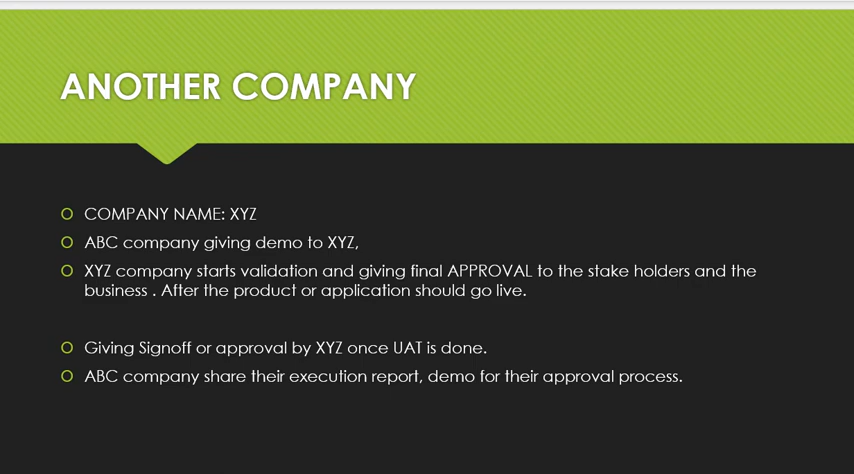 ANOTHER COMPANY
COMPANY NAME: XYZ
ABC company giving demo to XYZ,
XYZ company starts validation and giving final APPROVAL to the stake holders and the
business . After the product or application should go live.
Giving Signoff or approval by XYZ once UAT is done.
ABC company share their execution report, demo for their approval process.